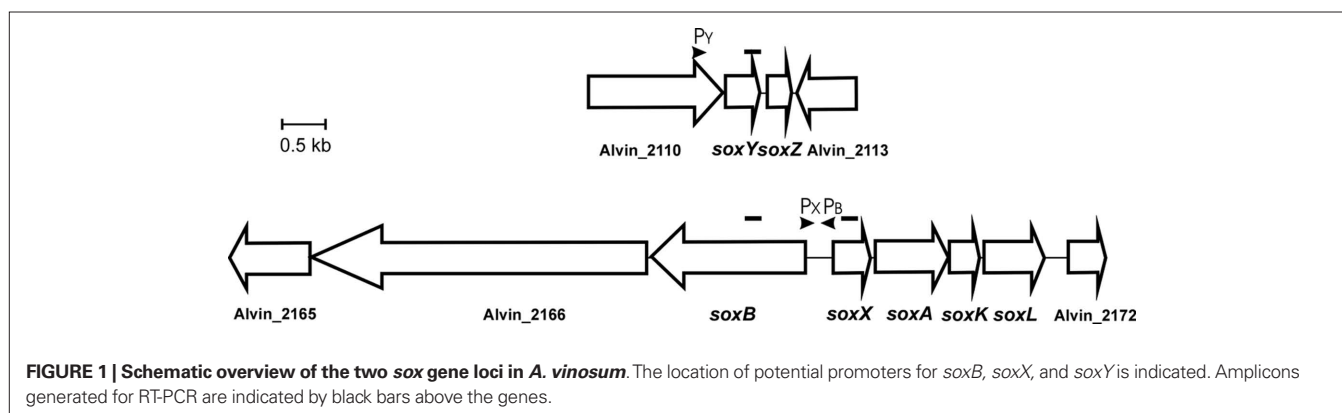 PY
0.5 kb
Alvin_2110 soxY soxZ Alvin_2113
PX PB
Alvin_2165 Alvin_2166 soxB soxX soxA soxK soxL Alvin_2172
FIGURE 1 | Schematic overview of the two sox gene loci in A. vinosum. The location of potential promoters for soxB, soxX, and soxY is indicated. Amplicons
generated for RT-PCR are indicated by black bars above the genes.